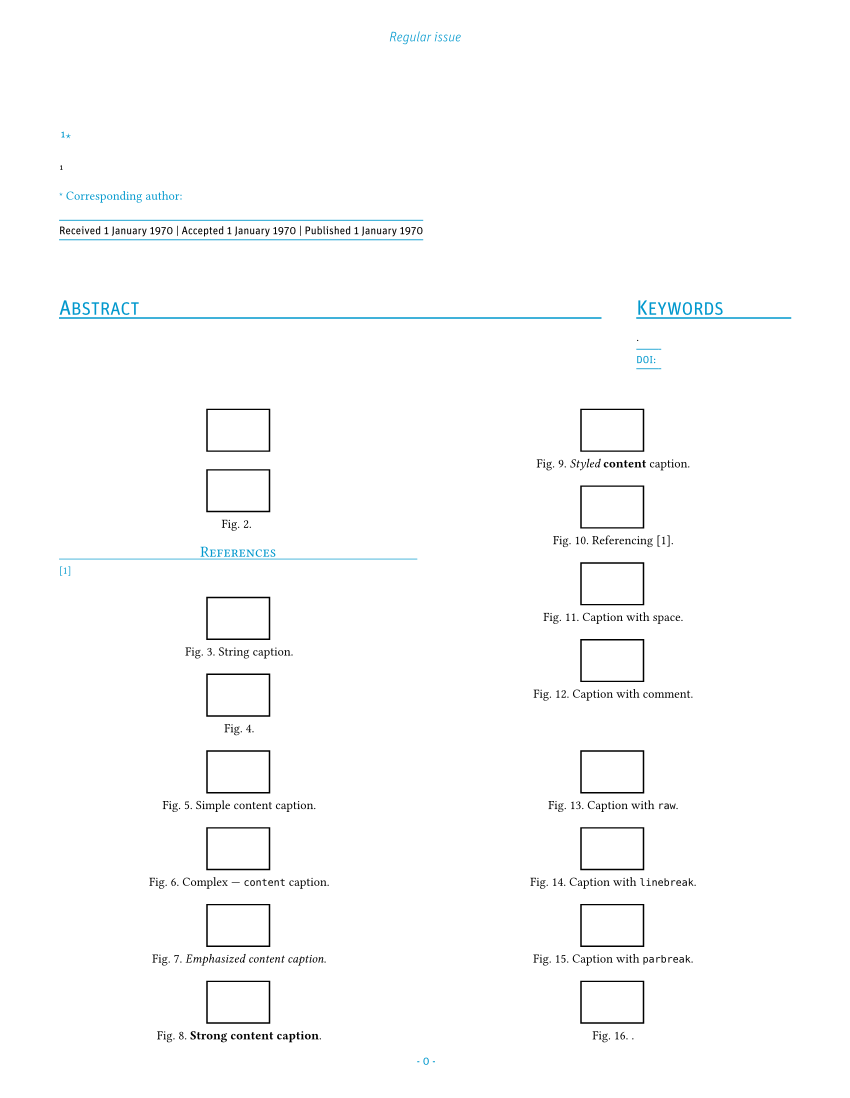 Regular issue
1*
1
* Corresponding author:
Received 1 January 1970 | Accepted 1 January 1970 | Published 1 January 1970
ABSTRACT
KEYWORDS
.
DOI:
Fig. 2.
REFERENCES
[1]
Fig. 3. String caption.
Fig. 4.
Fig. 5. Simple content caption.
Fig. 6. Complex — content caption.
Fig. 7. Emphasized content caption.
Fig. 8. Strong content caption.
Fig. 9. Styled content caption.
Fig. 10. Referencing [1].
Fig. 11. Caption with space.
Fig. 12. Caption with comment.
Fig. 13. Caption with raw.
Fig. 14. Caption with linebreak.
Fig. 15. Caption with parbreak.
Fig. 16. .
- 0 -